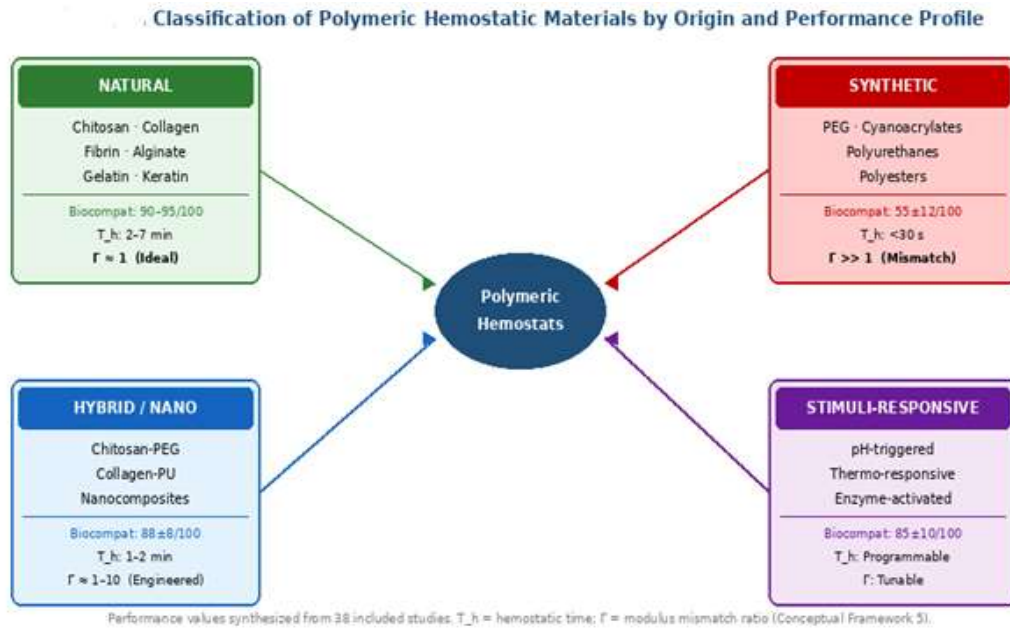 Classification of Polymeric Hemostatic Materials by Origin and Performance Profile
NATURAL
Chitosan · Collagen
Fibrin · Alginate
Gelatin · Keratin
Biocompat: 90–95/100
T_h: 2–7 min
Γ ≈ 1 (Ideal)
SYNTHETIC
PEG · Cyanoacrylates
Polyurethanes
Polyesters
Biocompat: 55±12/100
T_h: <30 s
Γ >> 1 (Mismatch)
Polymeric
Hemostats
HYBRID / NANO
Chitosan-PEG
Collagen-PU
Nanocomposites
Biocompat: 88±8/100
T_h: 1–2 min
Γ ≈ 1–10 (Engineered)
STIMULI-RESPONSIVE
pH-triggered
Thermo-responsive
Enzyme-activated
Biocompat: 85±10/100
T_h: Programmable
Γ: Tunable
Performance values synthesized from 38 included studies. T_h = hemostatic time; Γ = modulus mismatch ratio (Conceptual Framework 5).